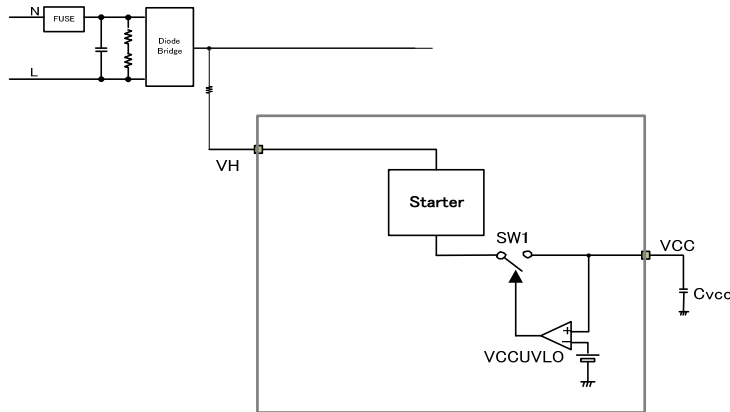 N
FUSE
L
Diode
Bridge
VH
Starter
SW1
VCC
Cvcc
+
−
VCCUVLO